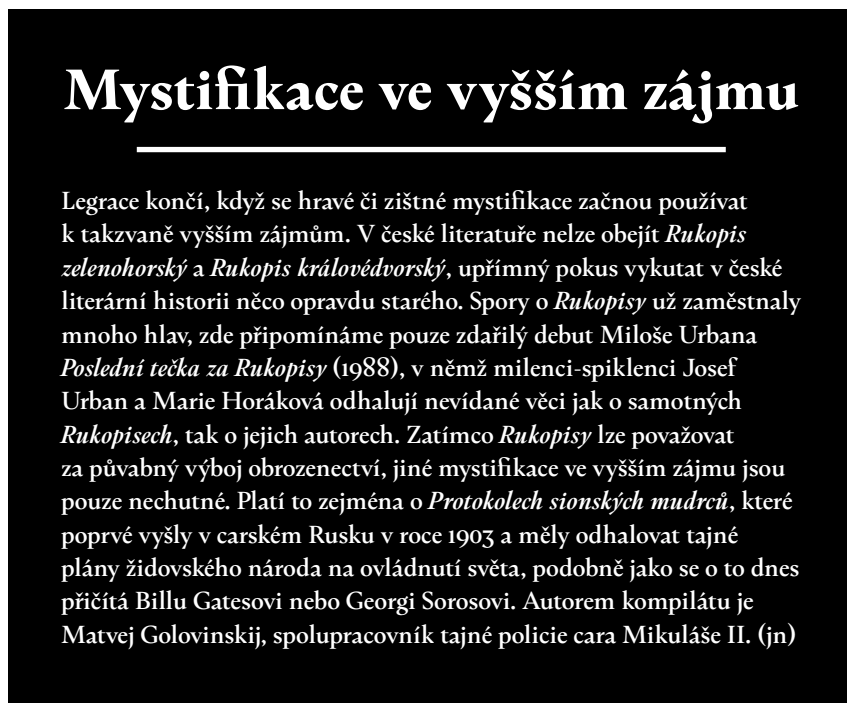 Mystifikace ve vyšším zájmu
Legrace končí, když se hravé či zištné mystifikace začnou používat
k takzvaně vyšším zájmům. V české literatuře nelze obejít Rukopis
zelenohorský a Rukopis královédvorský, upřímný pokus vykutat v české
literární historii něco opravdu starého. Spory o Rukopisy už zaměstnaly
mnoho hlav, zde připomínáme pouze zdařilý debut Miloše Urbana
Poslední tečka za Rukopisy (1988), v němž milenci-spiklenci Josef
Urban a Marie Horáková odhalují nevídané věci jak o samotných
Rukopisech, tak o jejich autorech. Zatímco Rukopisy lze považovat
za půvabný výboj obrozenectví, jiné mystifikace ve vyšším zájmu jsou
pouze nechutné. Platí to zejména o Protokolech sionských mudrců, které
poprvé vyšly v carském Rusku v roce 1903 a měly odhalovat tajné
plány židovského národa na ovládnutí světa, podobně jako se o to dnes
přičítá Billu Gatesovi nebo Georgi Sorosovi. Autorem kompilátu je
Matvej Golovinskij, spolupracovník tajné policie cara Mikuláše II. (jn)